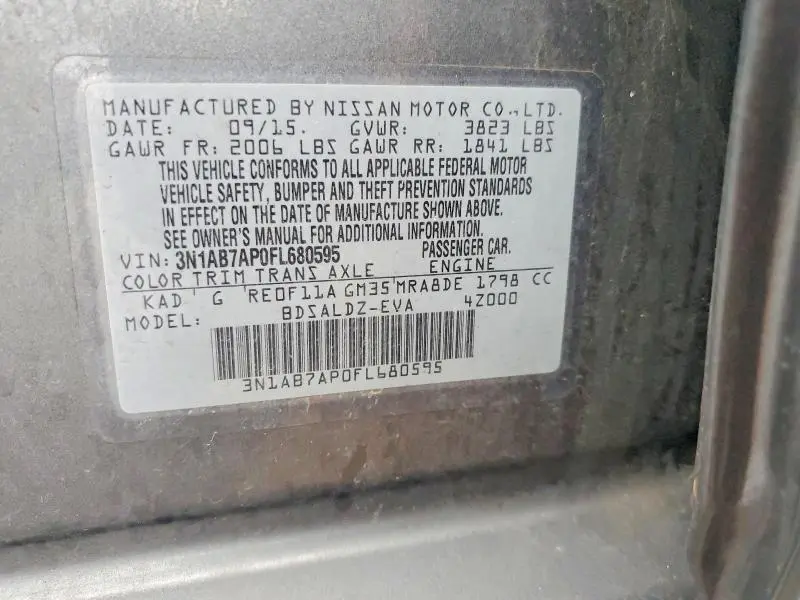 MANUFACTURED BY NISSAN MOTOR CO.,LTD.
DATE: 09/15. GVWR: 3823 LBS
GAWR FR: 2006 LBS GAWR RR: 1841 LBS
THIS VEHICLE CONFORMS TO ALL APPLICABLE FEDERAL MOTOR
VEHICLE SAFETY, BUMPER AND THEFT PREVENTION STANDARDS
IN EFFECT ON THE DATE OF MANUFACTURE SHOWN ABOVE.
SEE OWNER'S MANUAL FOR ADDITIONAL INFORMATION.
VIN: 3N1AB7AP0FL680595 PASSENGER CAR.
COLOR TRIM TRANS AXLE ENGINE
KAD G RE0F11A GM35 MRA8DE 1798 CC
MODEL: BDSALDZ-EVA 4Z000
3N1AB7AP0FL680595